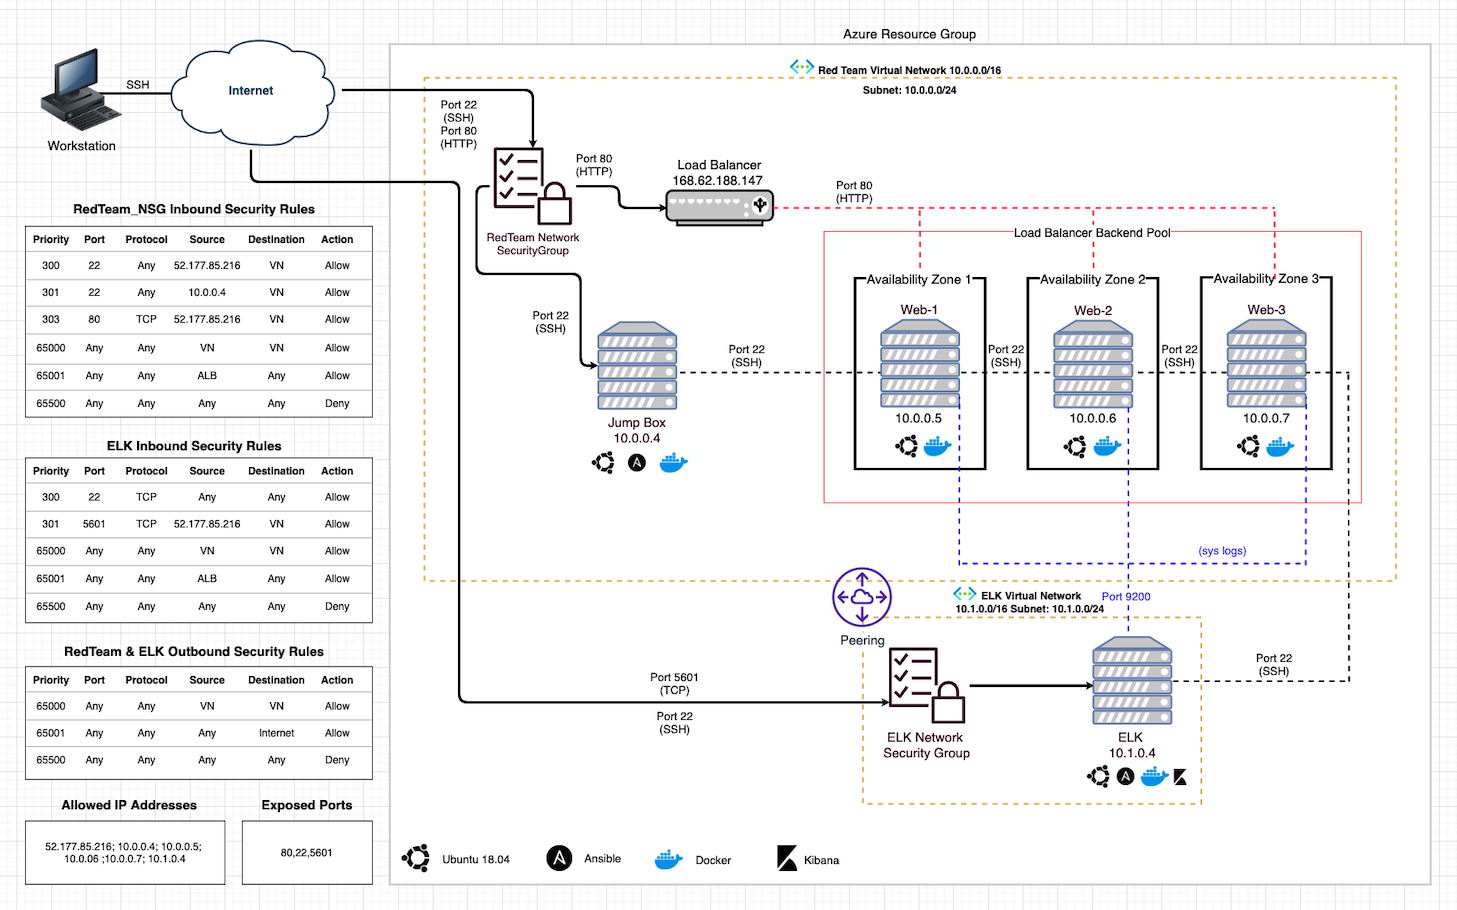 Azure Resource Group
Red Team Virtual Network 10.0.0.0/16
Subnet: 10.0.0.0/24
SSH
Internet
Workstation
Port 22
(SSH)
Port 80
(HTTP)
Port 80
(HTTP)
Load Balancer
168.62.188.147
Port 80
(HTTP)
RedTeam Network
SecurityGroup
Load Balancer Backend Pool
Availability Zone 1
Availability Zone 2
Availability Zone 3
Web-1
Web-2
Web-3
Port 22
(SSH)
Port 22
(SSH)
Port 22
(SSH)
Port 22
(SSH)
10.0.0.5
10.0.0.6
10.0.0.7
Jump Box
10.0.0.4
(sys logs)
ELK Virtual Network
10.1.0.0/16 Subnet: 10.1.0.0/24
Port 9200
Peering
Port 5601
(TCP)
Port 22
(SSH)
Port 22
(SSH)
ELK Network
Security Group
ELK
10.1.0.4
Ubuntu 18.04
Ansible
Docker
Kibana
RedTeam_NSG Inbound Security Rules
Priority Port Protocol Source Destination Action
300 22 Any 52.177.85.216 VN Allow
301 22 Any 10.0.0.4 VN Allow
303 80 TCP 52.177.85.216 VN Allow
65000 Any Any VN VN Allow
65001 Any Any ALB Any Allow
65500 Any Any Any Any Deny
ELK Inbound Security Rules
Priority Port Protocol Source Destination Action
300 22 TCP Any Any Allow
301 5601 TCP 52.177.85.216 VN Allow
65000 Any Any VN VN Allow
65001 Any Any ALB Any Allow
65500 Any Any Any Any Deny
RedTeam & ELK Outbound Security Rules
Priority Port Protocol Source Destination Action
65000 Any Any VN VN Allow
65001 Any Any Any Internet Allow
65500 Any Any Any Any Deny
Allowed IP Addresses
52.177.85.216; 10.0.0.4; 10.0.0.5;
10.0.06 ;10.0.0.7; 10.1.0.4
Exposed Ports
80,22,5601